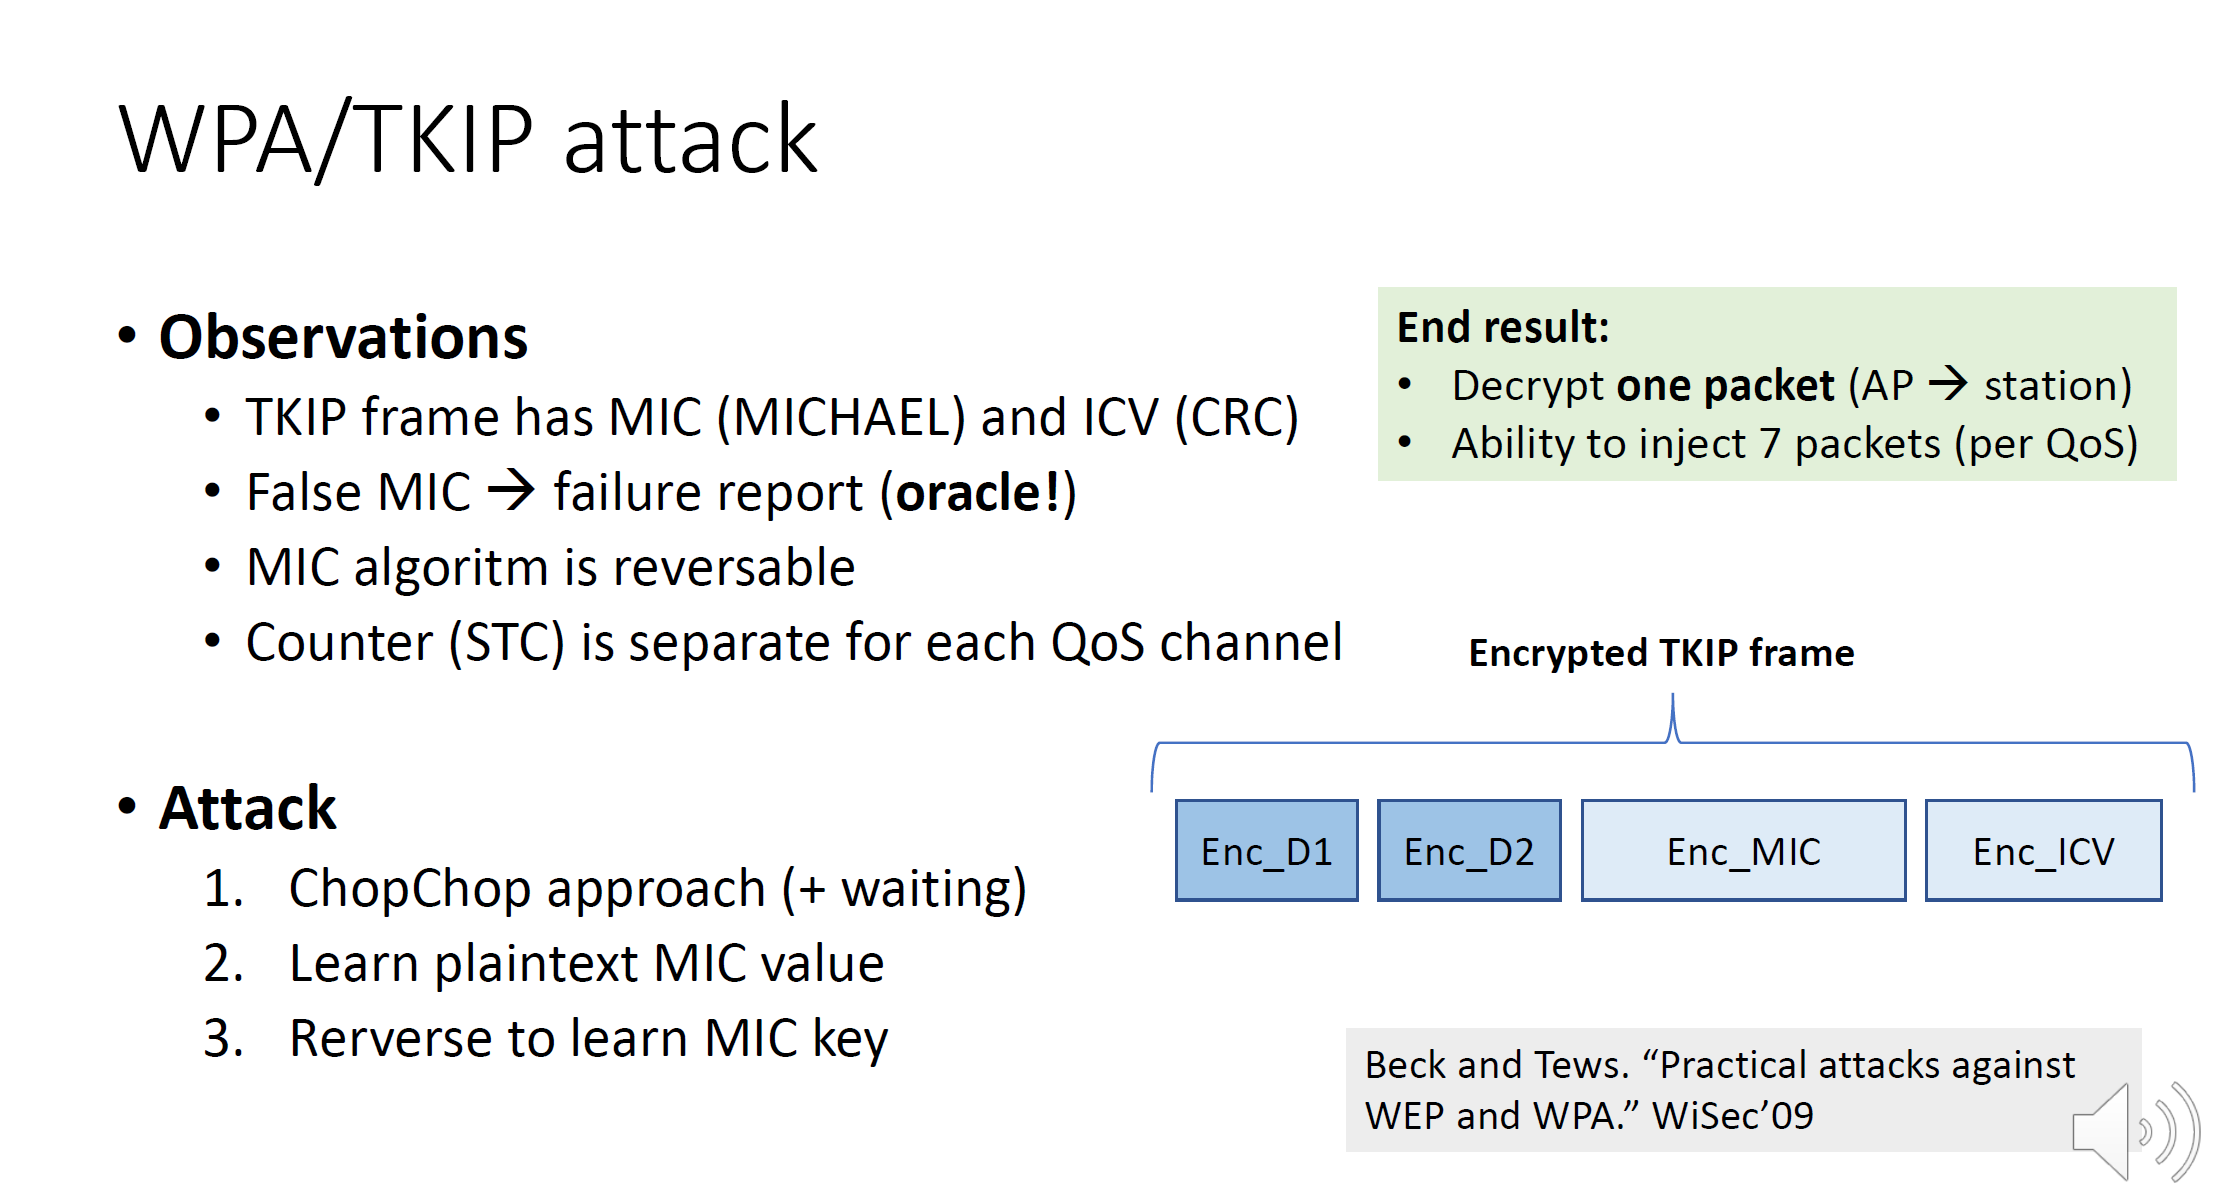 WPA/TKIP attack
• Observations
• TKIP frame has MIC (MICHAEL) and ICV (CRC)
• False MIC → failure report (oracle!)
• MIC algoritm is reversable
• Counter (STC) is separate for each QoS channel
• Attack
1. ChopChop approach (+ waiting)
2. Learn plaintext MIC value
3. Rerverse to learn MIC key
End result:
• Decrypt one packet (AP → station)
• Ability to inject 7 packets (per QoS)
Encrypted TKIP frame
Enc_D1 Enc_D2 Enc_MIC Enc_ICV
Beck and Tews. “Practical attacks against
WEP and WPA.” WiSec’09